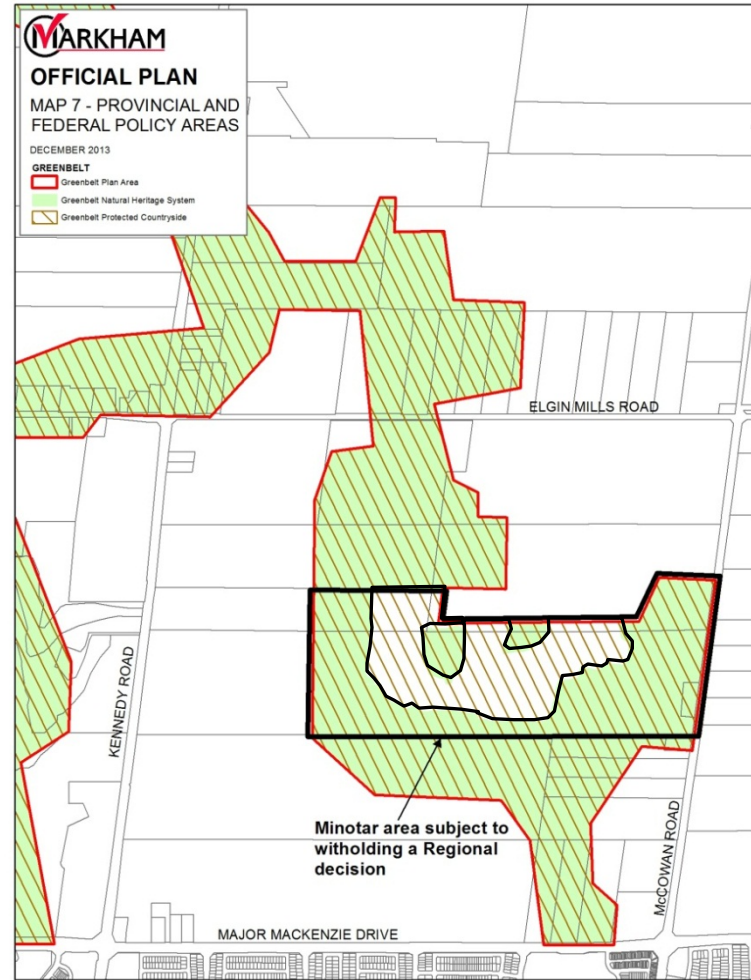 MARKHAM
OFFICIAL PLAN
MAP 7 - PROVINCIAL AND
FEDERAL POLICY AREAS
DECEMBER 2013
GREENBELT
Greenbelt Plan Area
Greenbelt Natural Heritage System
Greenbelt Protected Countryside
ELGIN MILLS ROAD
KENNEDY ROAD
McCOWAN ROAD
Minotar area subject to
witholding a Regional
decision
MAJOR MACKENZIE DRIVE